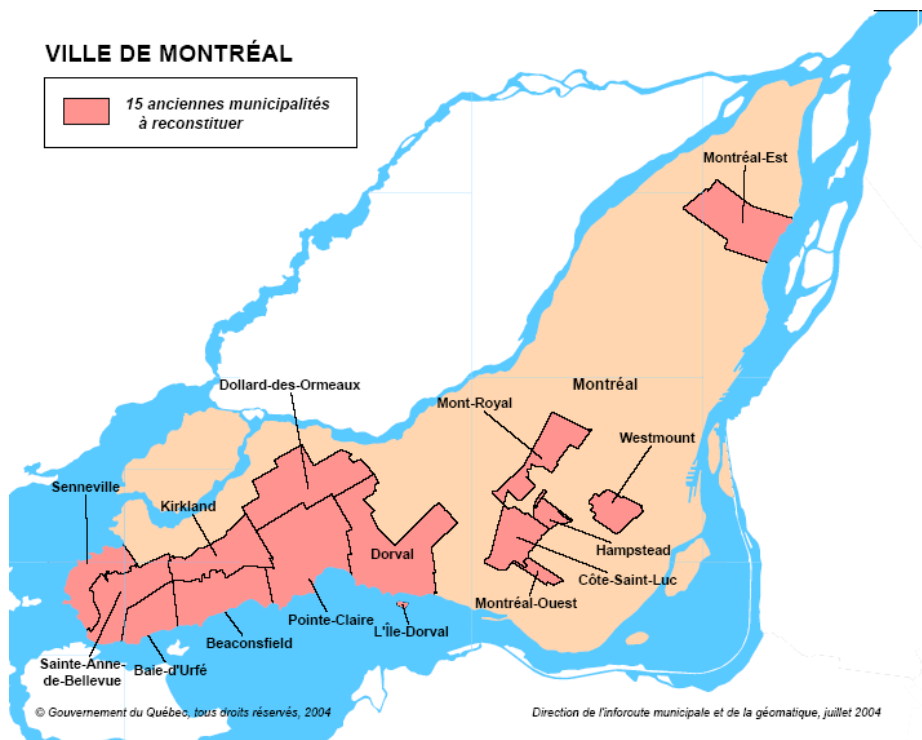 VILLE DE MONTRÉAL
15 anciennes municipalités
à reconstituer
Montréal-Est
Dollard-des-Ormeaux
Montréal
Mont-Royal
Westmount
Senneville
Kirkland
Dorval
Hampstead
Côte-Saint-Luc
Montréal-Ouest
Pointe-Claire
L'Île-Dorval
Beaconsfield
Sainte-Anne-
de-Bellevue
Baie-d'Urfé
© Gouvernement du Québec, tous droits réservés, 2004
Direction de l'inforoute municipale et de la géomatique, juillet 2004